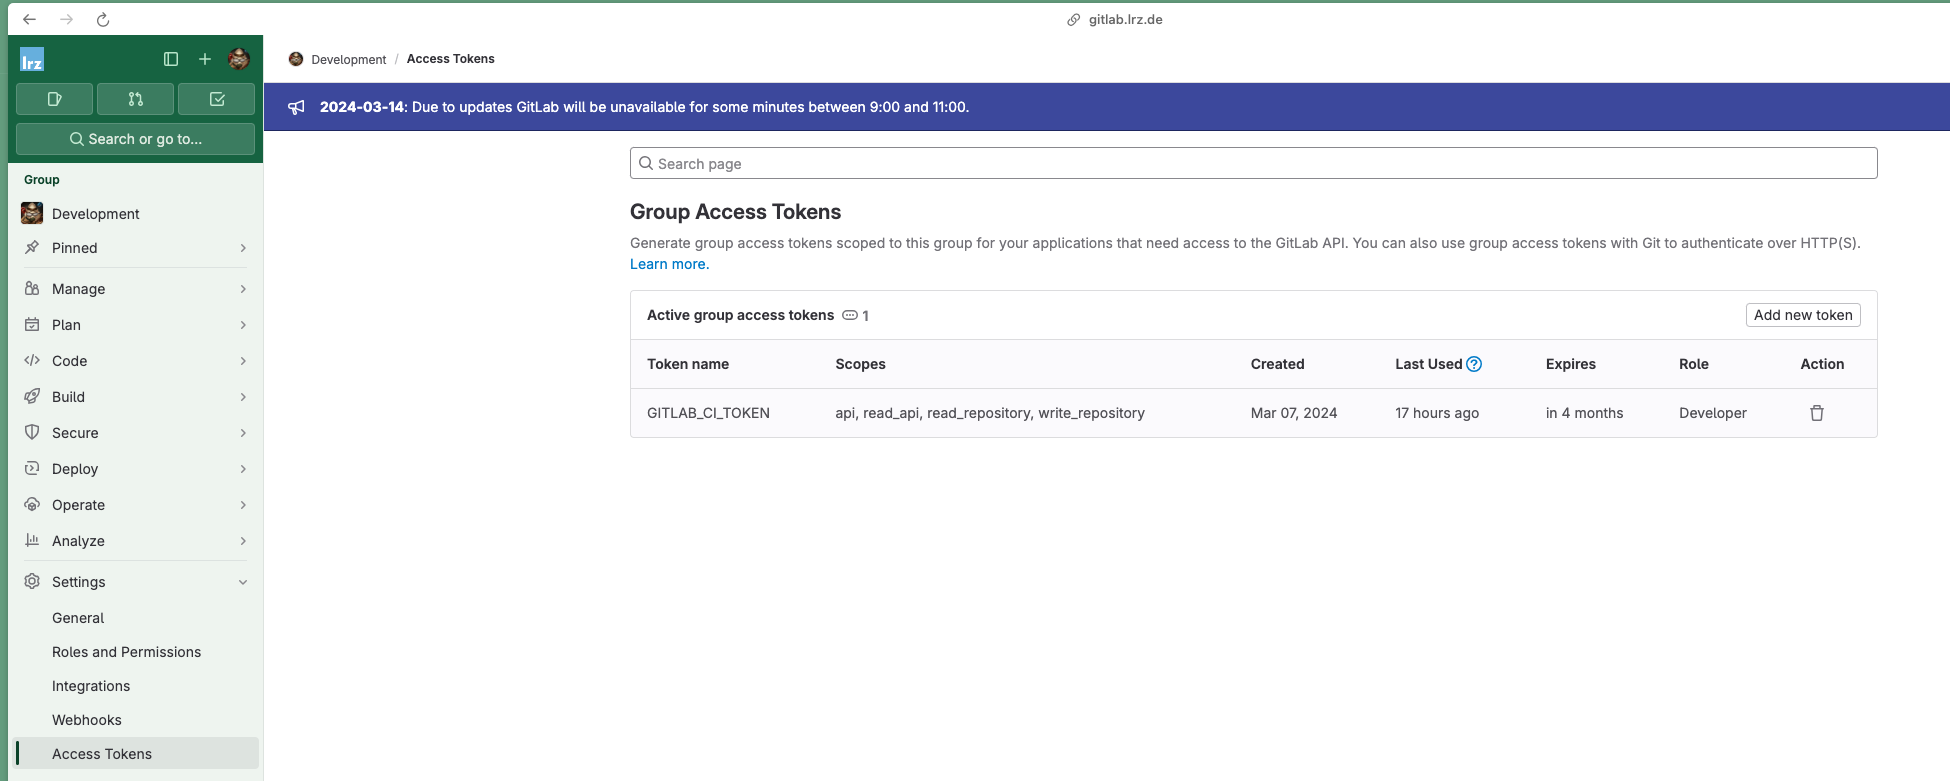 gitlab.lrz.de
lrz
Search or go to...
Group
Development
Pinned
Manage
Plan
Code
Build
Secure
Deploy
Operate
Analyze
Settings
General
Roles and Permissions
Integrations
Webhooks
Access Tokens
Development / Access Tokens
2024-03-14: Due to updates GitLab will be unavailable for some minutes between 9:00 and 11:00.
Search page
Group Access Tokens
Generate group access tokens scoped to this group for your applications that need access to the GitLab API. You can also use group access tokens with Git to authenticate over HTTP(S).
Learn more.
Active group access tokens 1
Add new token
Token name Scopes Created Last Used ? Expires Role Action
GITLAB_CI_TOKEN api, read_api, read_repository, write_repository Mar 07, 2024 17 hours ago in 4 months Developer